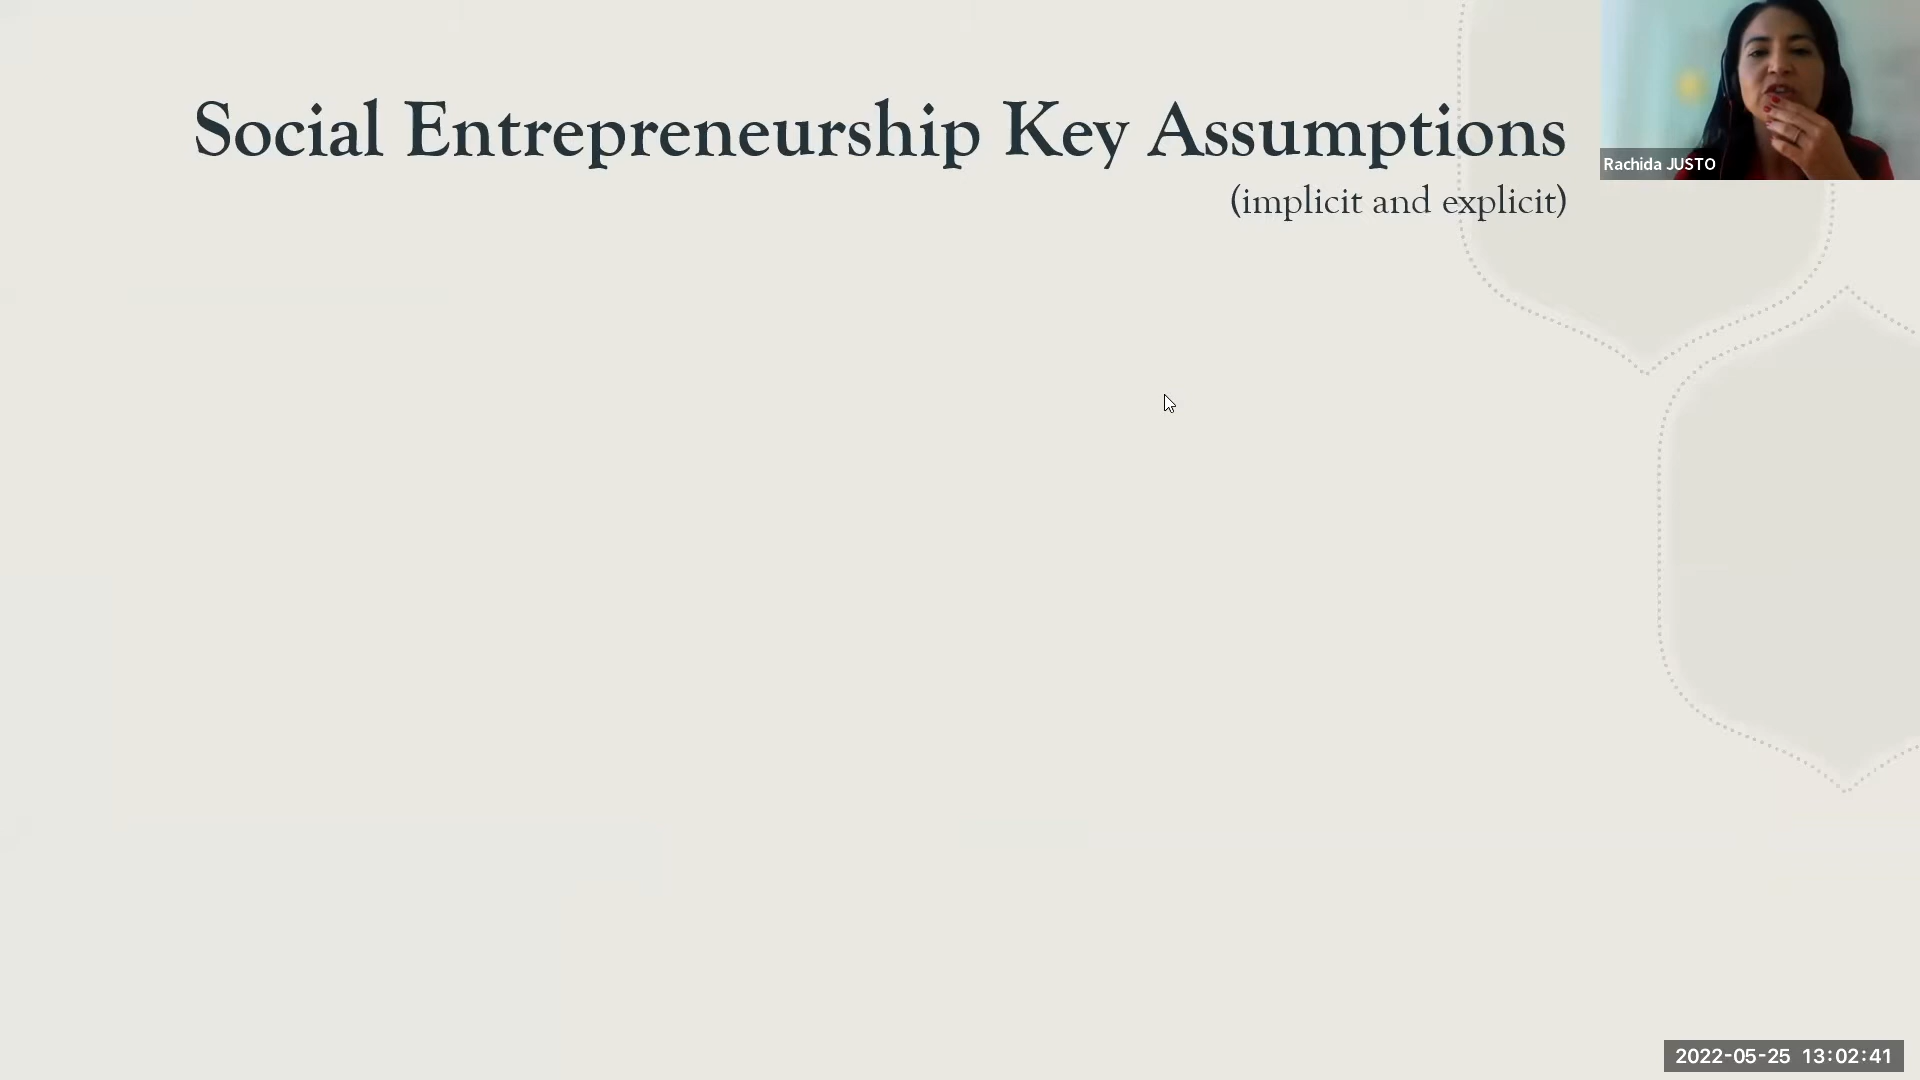 Social Entrepreneurship Key Assumptions
(implicit and explicit)
Rachida JUSTO
2022-05-25 13:02:41